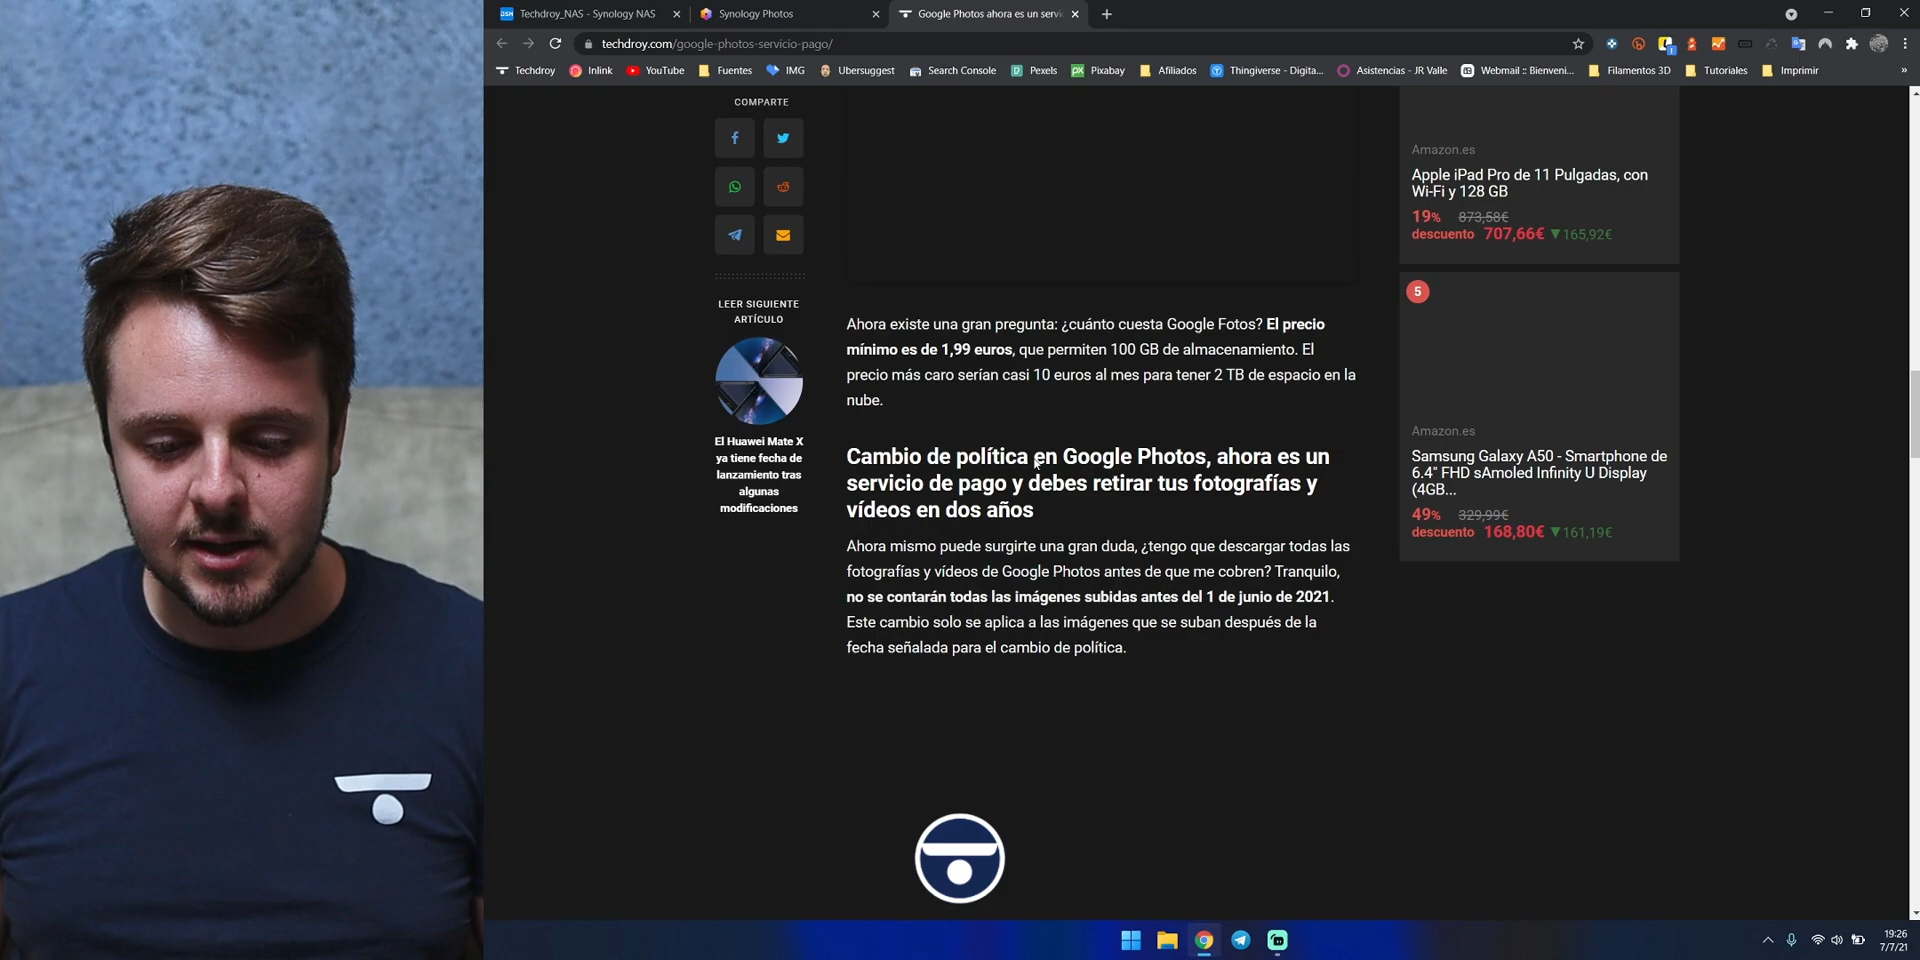 Techdroy_NAS - Synology NAS
Synology Photos
Google Photos ahora es un servi
techdroy.com/google-photos-servicio-pago/
Techdroy
Inlink
YouTube
Fuentes
IMG
Ubersuggest
Search Console
Pexels
Pixabay
Afiliados
Thingiverse - Digita...
Asistencias - JR Valle
Webmail :: Bienveni...
Filamentos 3D
Tutoriales
Imprimir
»
COMPARTE
LEER SIGUIENTE
ARTÍCULO
El Huawei Mate X
ya tiene fecha de
lanzamiento tras
algunas
modificaciones
Ahora existe una gran pregunta: ¿cuánto cuesta Google Fotos? El precio
mínimo es de 1,99 euros, que permiten 100 GB de almacenamiento. El
precio más caro serían casi 10 euros al mes para tener 2 TB de espacio en la
nube.
Cambio de política en Google Photos, ahora es un
servicio de pago y debes retirar tus fotografías y
vídeos en dos años
Ahora mismo puede surgirte una gran duda, ¿tengo que descargar todas las
fotografías y vídeos de Google Photos antes de que me cobren? Tranquilo,
no se contarán todas las imágenes subidas antes del 1 de junio de 2021.
Este cambio solo se aplica a las imágenes que se suban después de la
fecha señalada para el cambio de política.
Amazon.es
Apple iPad Pro de 11 Pulgadas, con
Wi-Fi y 128 GB
19% 873,58€
descuento 707,66€ ▼165,92€
5
Amazon.es
Samsung Galaxy A50 - Smartphone de
6.4" FHD sAmoled Infinity U Display
(4GB...
49% 329,99€
descuento 168,80€ ▼161,19€
19:26
7/7/21